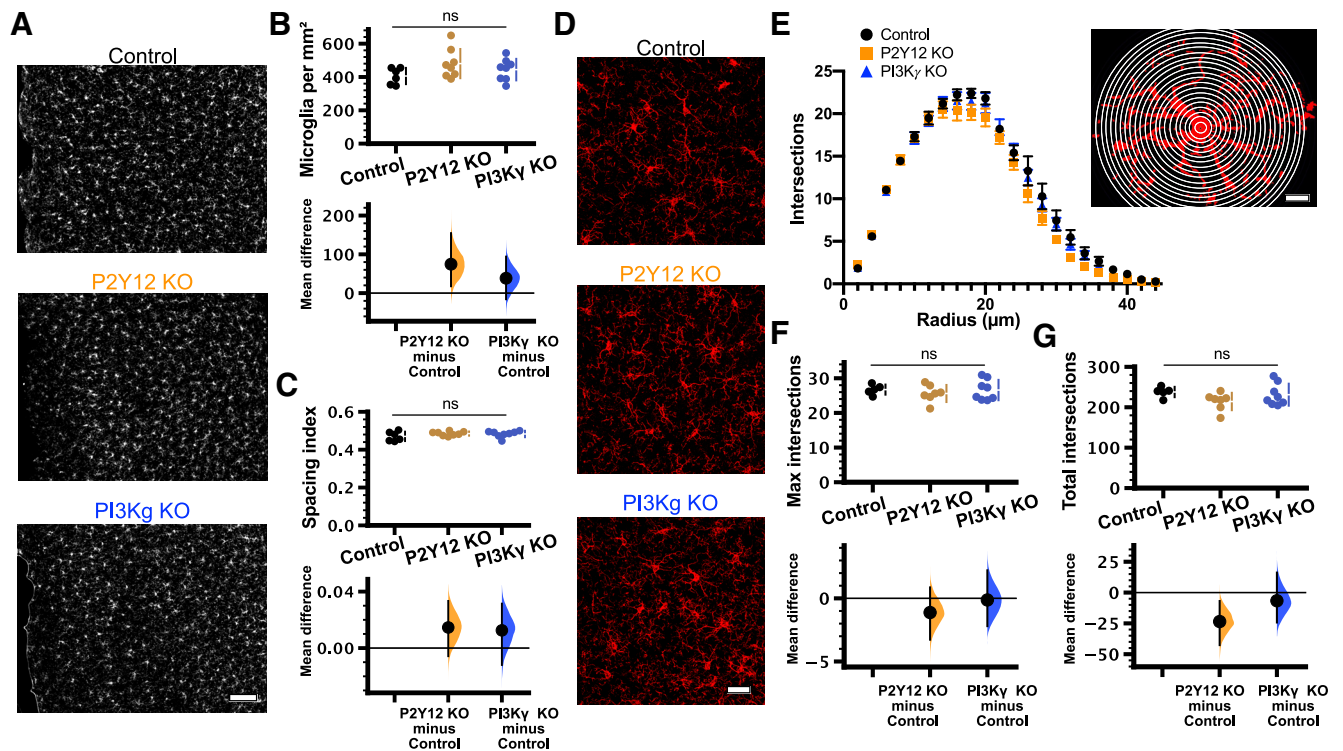 A
Control
P2Y12 KO
PI3Kg KO
B
ns
Microglia per mm²
600
400
200
0
Control
P2Y12 KO
PI3Kγ KO
Mean difference
200
100
0
P2Y12 KO
minus
Control
PI3Kγ KO
minus
Control
C
ns
Spacing index
0.6
0.4
0.2
0.0
Control
P2Y12 KO
PI3Kγ KO
Mean difference
0.04
0.00
P2Y12 KO
minus
Control
PI3Kγ KO
minus
Control
D
Control
P2Y12 KO
PI3Kg KO
E
Control
P2Y12 KO
PI3Kγ KO
Intersections
25
20
15
10
5
0
0
20
40
Radius (μm)
F
ns
Max intersections
30
20
10
0
Control
P2Y12 KO
PI3Kγ KO
Mean difference
0
−5
P2Y12 KO
minus
Control
PI3Kγ KO
minus
Control
G
ns
Total intersections
300
200
100
0
Control
P2Y12 KO
PI3Kγ KO
Mean difference
0
−25
−50
P2Y12 KO
minus
Control
PI3Kγ KO
minus
Control